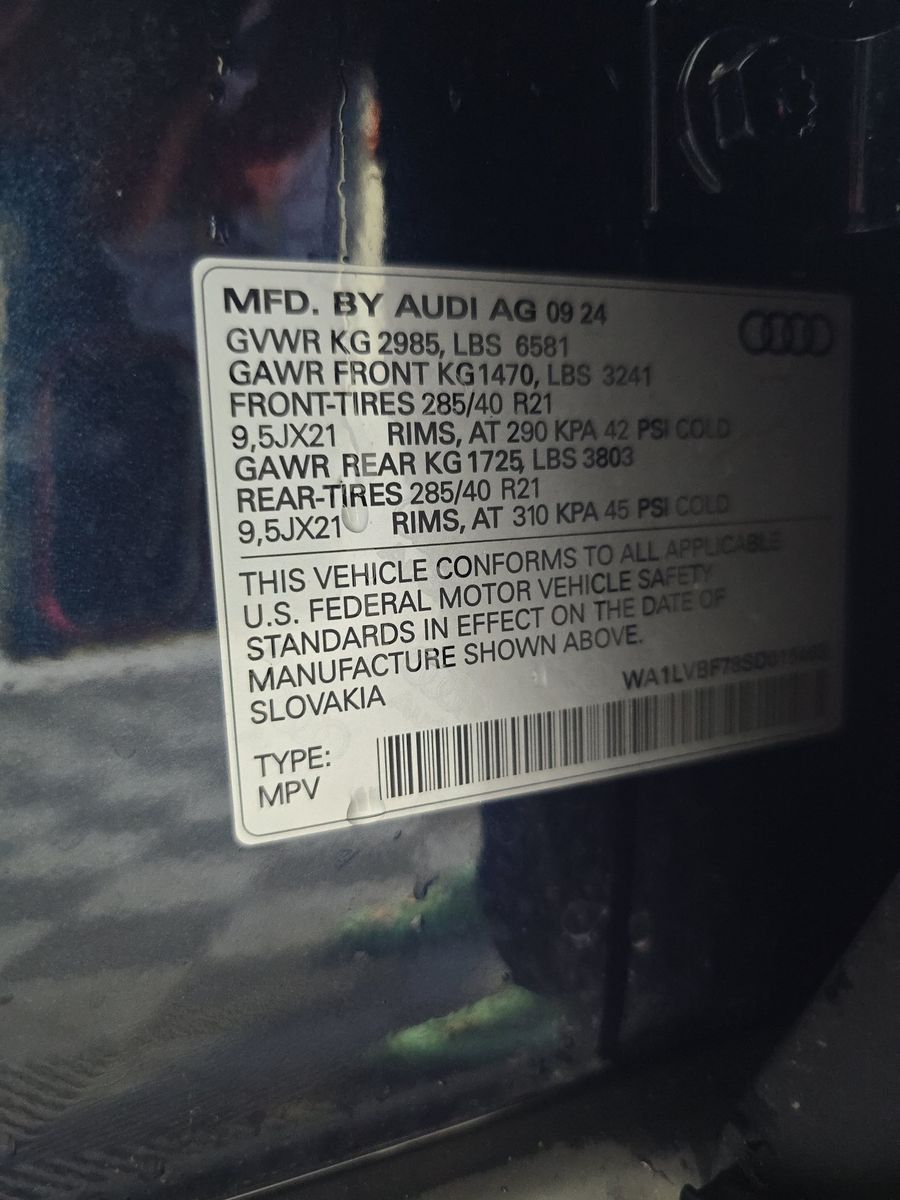 MFD. BY AUDI AG 09 24
GVWR KG 2985, LBS 6581
GAWR FRONT KG 1470, LBS 3241
FRONT-TIRES 285/40 R21
9,5JX21 RIMS, AT 290 KPA 42 PSI COLD
GAWR REAR KG 1725, LBS 3803
REAR-TIRES 285/40 R21
9,5JX21 RIMS, AT 310 KPA 45 PSI COLD
THIS VEHICLE CONFORMS TO ALL APPLICABLE
U.S. FEDERAL MOTOR VEHICLE SAFETY
STANDARDS IN EFFECT ON THE DATE OF
MANUFACTURE SHOWN ABOVE.
SLOVAKIA
TYPE:
MPV